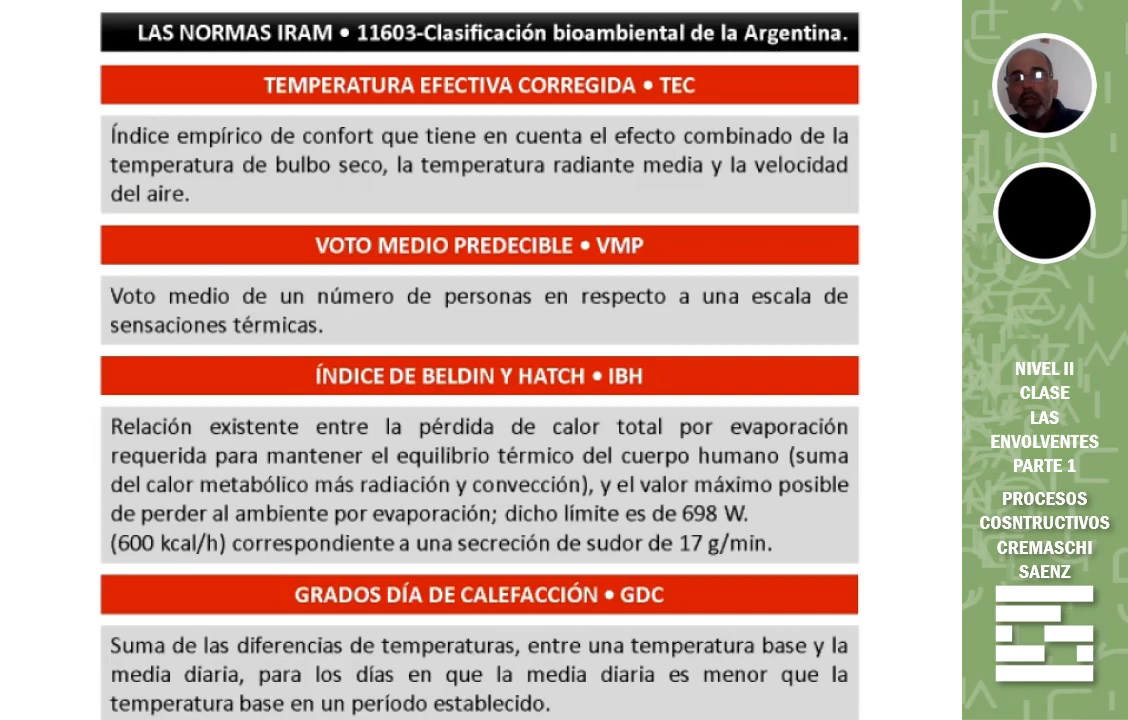 LAS NORMAS IRAM • 11603-Clasificación bioambiental de la Argentina.
TEMPERATURA EFECTIVA CORREGIDA • TEC
Índice empírico de confort que tiene en cuenta el efecto combinado de la
temperatura de bulbo seco, la temperatura radiante media y la velocidad
del aire.
VOTO MEDIO PREDECIBLE • VMP
Voto medio de un número de personas en respecto a una escala de
sensaciones térmicas.
ÍNDICE DE BELDIN Y HATCH • IBH
Relación existente entre la pérdida de calor total por evaporación
requerida para mantener el equilibrio térmico del cuerpo humano (suma
del calor metabólico más radiación y convección), y el valor máximo posible
de perder al ambiente por evaporación; dicho límite es de 698 W.
(600 kcal/h) correspondiente a una secreción de sudor de 17 g/min.
GRADOS DÍA DE CALEFACCIÓN • GDC
Suma de las diferencias de temperaturas, entre una temperatura base y la
media diaria, para los días en que la media diaria es menor que la
temperatura base en un período establecido.
NIVEL II
CLASE
LAS
ENVOLVENTES
PARTE 1
PROCESOS
COSNTRUCTIVOS
CREMASCHI
SAENZ